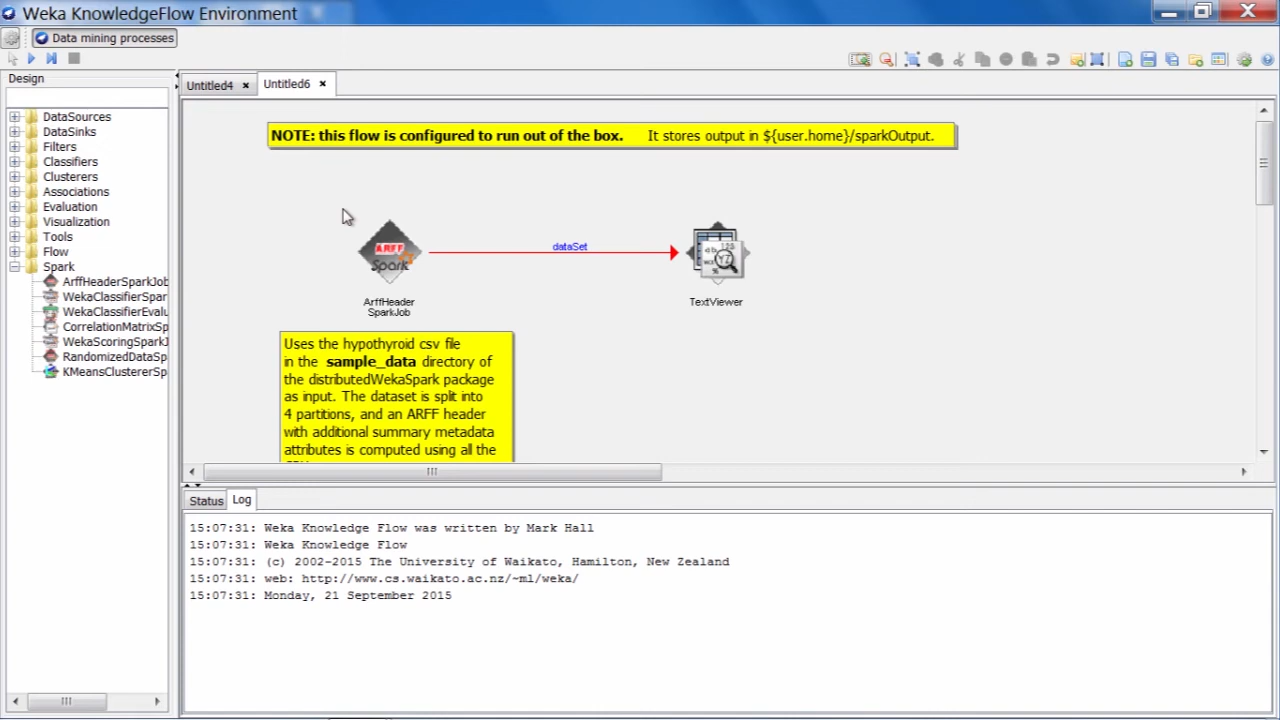 Weka KnowledgeFlow Environment
Data mining processes
Design
Untitled4
Untitled6
DataSources
DataSinks
Filters
Classifiers
Clusterers
Associations
Evaluation
Visualization
Tools
Flow
Spark
ArffHeaderSparkJob
WekaClassifierSpar
WekaClassifierEvalu
CorrelationMatrixSp
WekaScoringSparkJ
RandomizedDataSp
KMeansClustererSp
NOTE: this flow is configured to run out of the box. It stores output in ${user.home}/sparkOutput.
ARFF
Spark
dataSet
ArffHeader
SparkJob
TextViewer
Uses the hypothyroid csv file
in the sample_data directory of
the distributedWekaSpark package
as input. The dataset is split into
4 partitions, and an ARFF header
with additional summary metadata
attributes is computed using all the
Status
Log
15:07:31: Weka Knowledge Flow was written by Mark Hall
15:07:31: Weka Knowledge Flow
15:07:31: (c) 2002-2015 The University of Waikato, Hamilton, New Zealand
15:07:31: web: http://www.cs.waikato.ac.nz/~ml/weka/
15:07:31: Monday, 21 September 2015